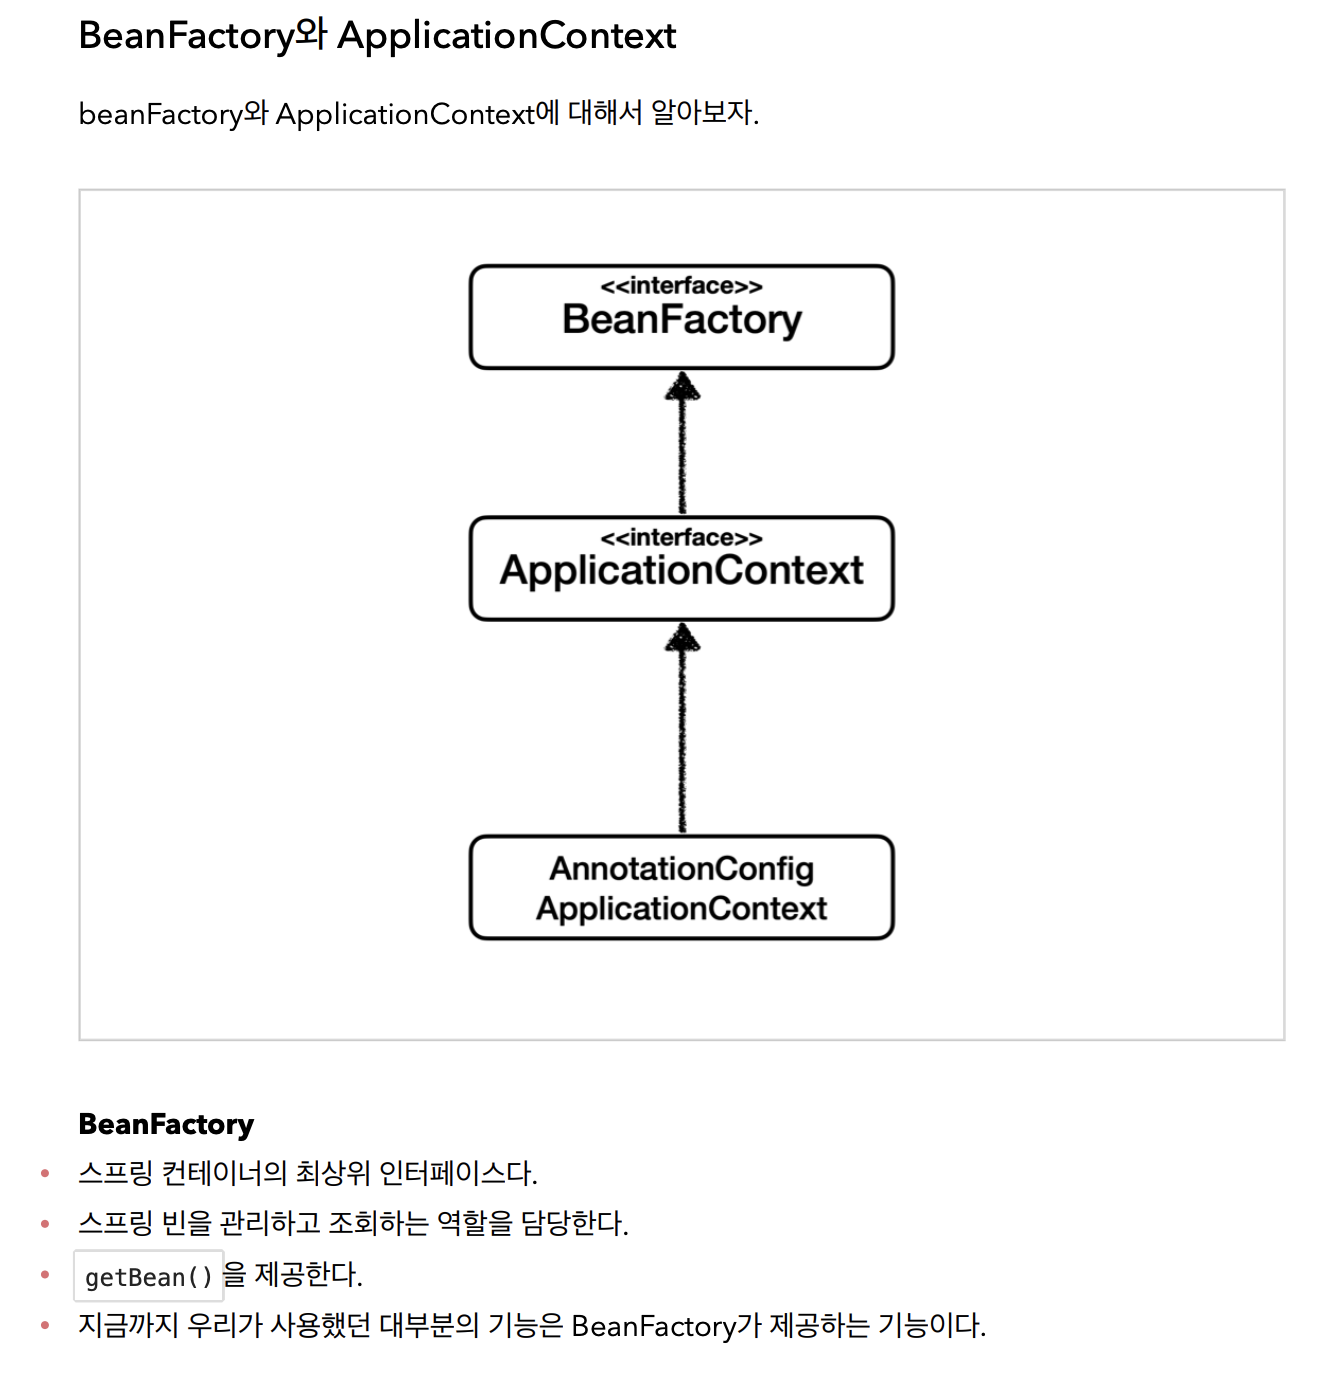 BeanFactory와 ApplicationContext
beanFactory와 ApplicationContext에 대해서 알아보자.
<<interface>>
BeanFactory
<<interface>>
ApplicationContext
AnnotationConfig
ApplicationContext
BeanFactory
• 스프링 컨테이너의 최상위 인터페이스다.
• 스프링 빈을 관리하고 조회하는 역할을 담당한다.
• getBean()을 제공한다.
• 지금까지 우리가 사용했던 대부분의 기능은 BeanFactory가 제공하는 기능이다.